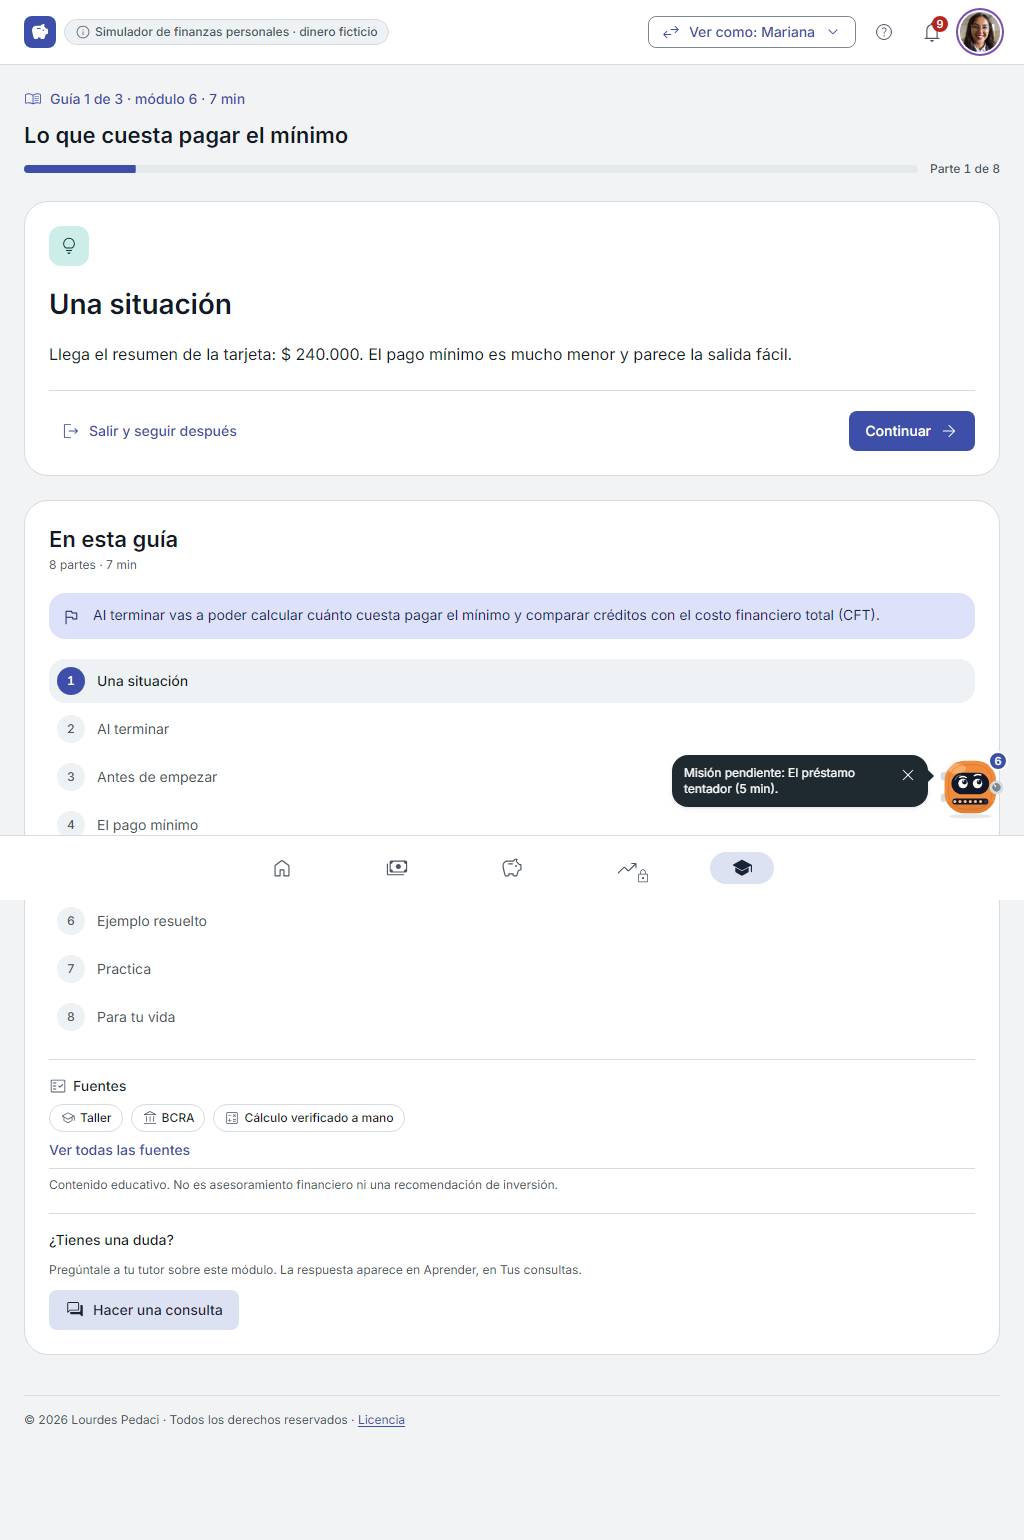 Simulador de finanzas personales · dinero ficticio
Ver como: Mariana
9
Guía 1 de 3 · módulo 6 · 7 min
Lo que cuesta pagar el mínimo
Parte 1 de 8
Una situación
Llega el resumen de la tarjeta: $ 240.000. El pago mínimo es mucho menor y parece la salida fácil.
Salir y seguir después
Continuar
En esta guía
8 partes · 7 min
Al terminar vas a poder calcular cuánto cuesta pagar el mínimo y comparar créditos con el costo financiero total (CFT).
1 Una situación
2 Al terminar
3 Antes de empezar
Misión pendiente: El préstamo
tentador (5 min).
6
4 El pago mínimo
6 Ejemplo resuelto
7 Practica
8 Para tu vida
Fuentes
Taller
BCRA
Cálculo verificado a mano
Ver todas las fuentes
Contenido educativo. No es asesoramiento financiero ni una recomendación de inversión.
¿Tienes una duda?
Pregúntale a tu tutor sobre este módulo. La respuesta aparece en Aprender, en Tus consultas.
Hacer una consulta
© 2026 Lourdes Pedaci · Todos los derechos reservados · Licencia